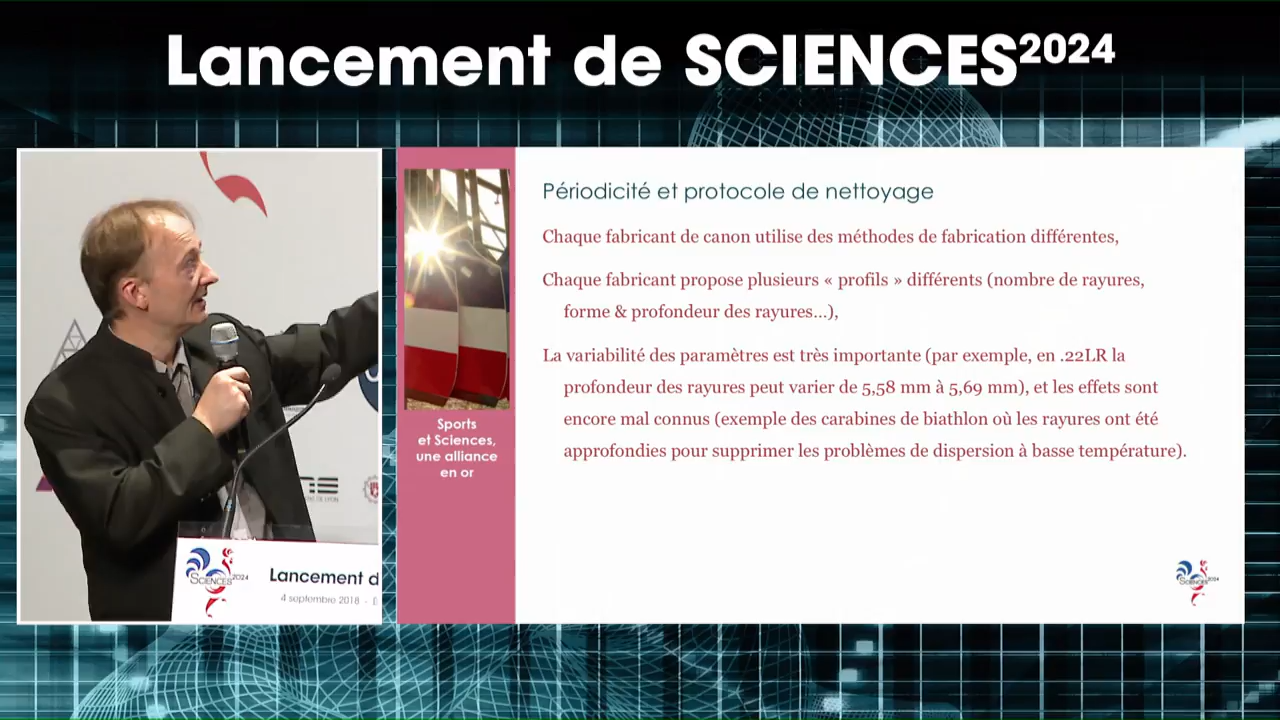 Lancement de SCIENCES²⁰²⁴
Périodicité et protocole de nettoyage
Chaque fabricant de canon utilise des méthodes de fabrication différentes,
Chaque fabricant propose plusieurs « profils » différents (nombre de rayures,
forme & profondeur des rayures...),
La variabilité des paramètres est très importante (par exemple, en .22LR la
profondeur des rayures peut varier de 5,58 mm à 5,69 mm), et les effets sont
encore mal connus (exemple des carabines de biathlon où les rayures ont été
approfondies pour supprimer les problèmes de dispersion à basse température).
Sports
et Sciences,
une alliance
en or
SCIENCES 2024
Lancement d
4 septembre 2018 -
SCIENCES 2024